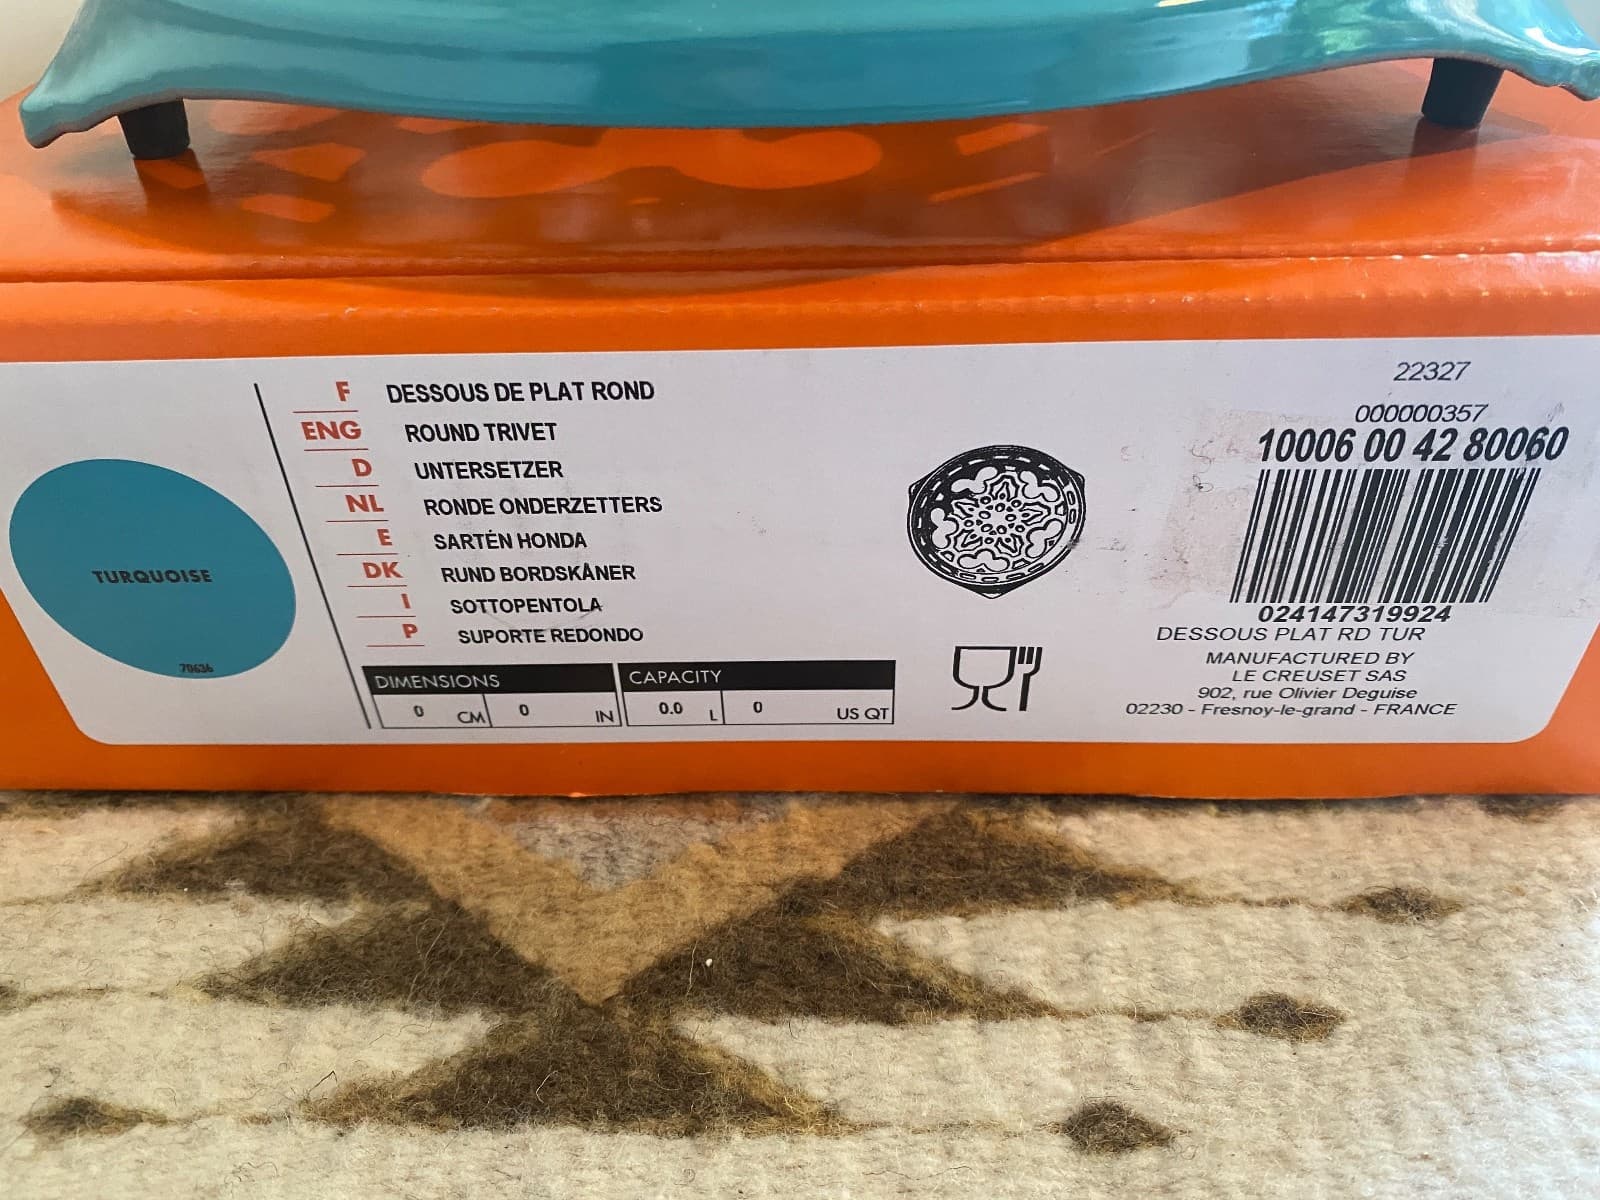 TURQUOISE
70636
F DESSOUS DE PLAT ROND
ENG ROUND TRIVET
D UNTERSETZER
NL RONDE ONDERZETTERS
E SARTÉN HONDA
DK RUND BORDSKÅNER
I SOTTOPENTOLA
P SUPORTE REDONDO
DIMENSIONS CAPACITY
0 CM 0 IN 0.0 L 0 US QT
22327
000000357
10006 00 42 80060
024147319924
DESSOUS PLAT RD TUR
MANUFACTURED BY
LE CREUSET SAS
902, rue Olivier Deguise
02230 - Fresnoy-le-grand - FRANCE